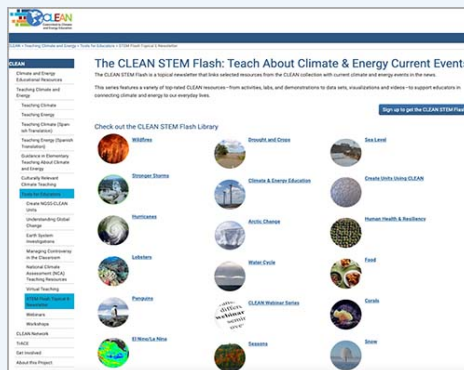 CLEAN
CLEAN > Teaching Climate and Energy > Tools for Educators > STEM Flash Topical E-Newsletter
CLEAN
Climate and Energy
Educational Resources
Teaching Climate and
Energy
Teaching Climate
Teaching Energy
Teaching Climate (Span
ish Translation)
Teaching Energy (Spanish
Translation)
Guidance in Elementary
Teaching About Climate
and Energy
Culturally Relevant
Climate Teaching
Tools for Educators
Create NGSS-CLEAN
Units
Understanding Global
Change
Earth System
Investigations
Managing Controversy
in the Classroom
National Climate
Assessment (NCA)
Teaching Resources
Virtual Teaching
STEM Flash Topical E-
Newsletter
Webinars
Workshops
CLEAN Network
TrACE
Get Involved
About this Project
The CLEAN STEM Flash: Teach About Climate & Energy Current Events
The CLEAN STEM Flash is a topical newsletter that links selected resources from the CLEAN collection with current climate and energy events in the news.
This series features a variety of top-rated CLEAN resources—from activities, labs, and demonstrations to data sets, visualizations and videos—to support educators in
connecting climate and energy to our everyday lives.
Sign up to get the CLEAN STEM Flas
Check out the CLEAN STEM Flash Library
Wildfires
Drought and Crops
Sea Level
Stronger Storms
Climate & Energy Education
Create Units Using CLEAN
Hurricanes
Arctic Change
Human Health & Resiliency
Lobsters
Water Cycle
Food
Penguins
CLEAN Webinar Series
Corals
webinar
El Nino/La Nina
Seasons
Snow